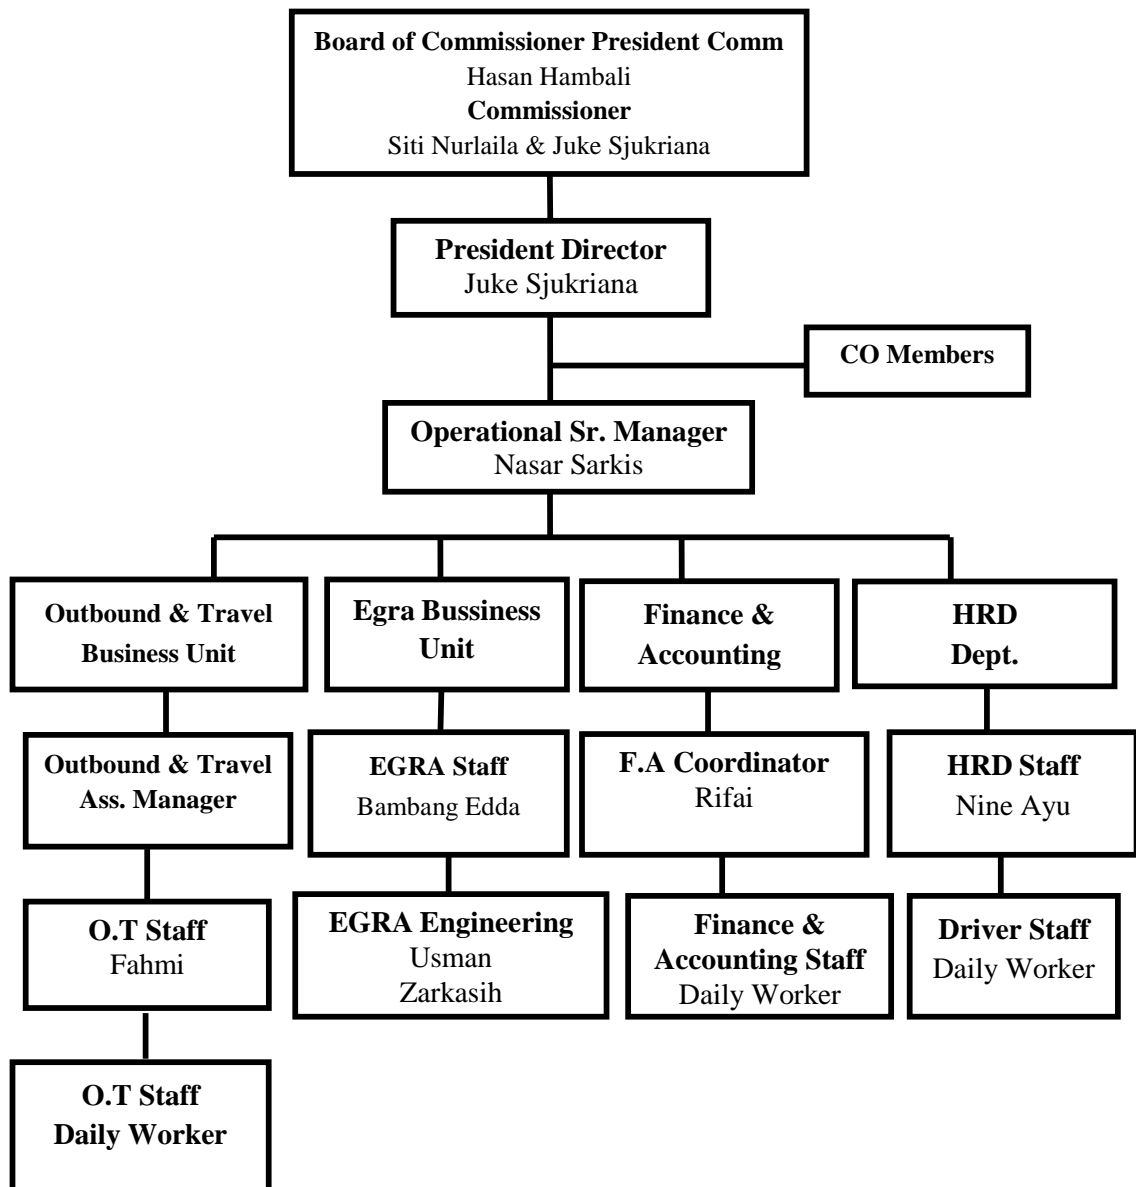 Board of Commissioner President Comm
Hasan Hambali
Commissioner
Siti Nurlaila & Juke Sjukriana
President Director
Juke Sjukriana
CO Members
Operational Sr. Manager
Nasar Sarkis
Outbound & Travel
Business Unit
Egra Bussiness
Unit
Finance &
Accounting
HRD
Dept.
Outbound & Travel
Ass. Manager
EGRA Staff
Bambang Edda
F.A Coordinator
Rifai
HRD Staff
Nine Ayu
O.T Staff
Fahmi
EGRA Engineering
Usman
Zarkasih
Finance &
Accounting Staff
Daily Worker
Driver Staff
Daily Worker
O.T Staff
Daily Worker